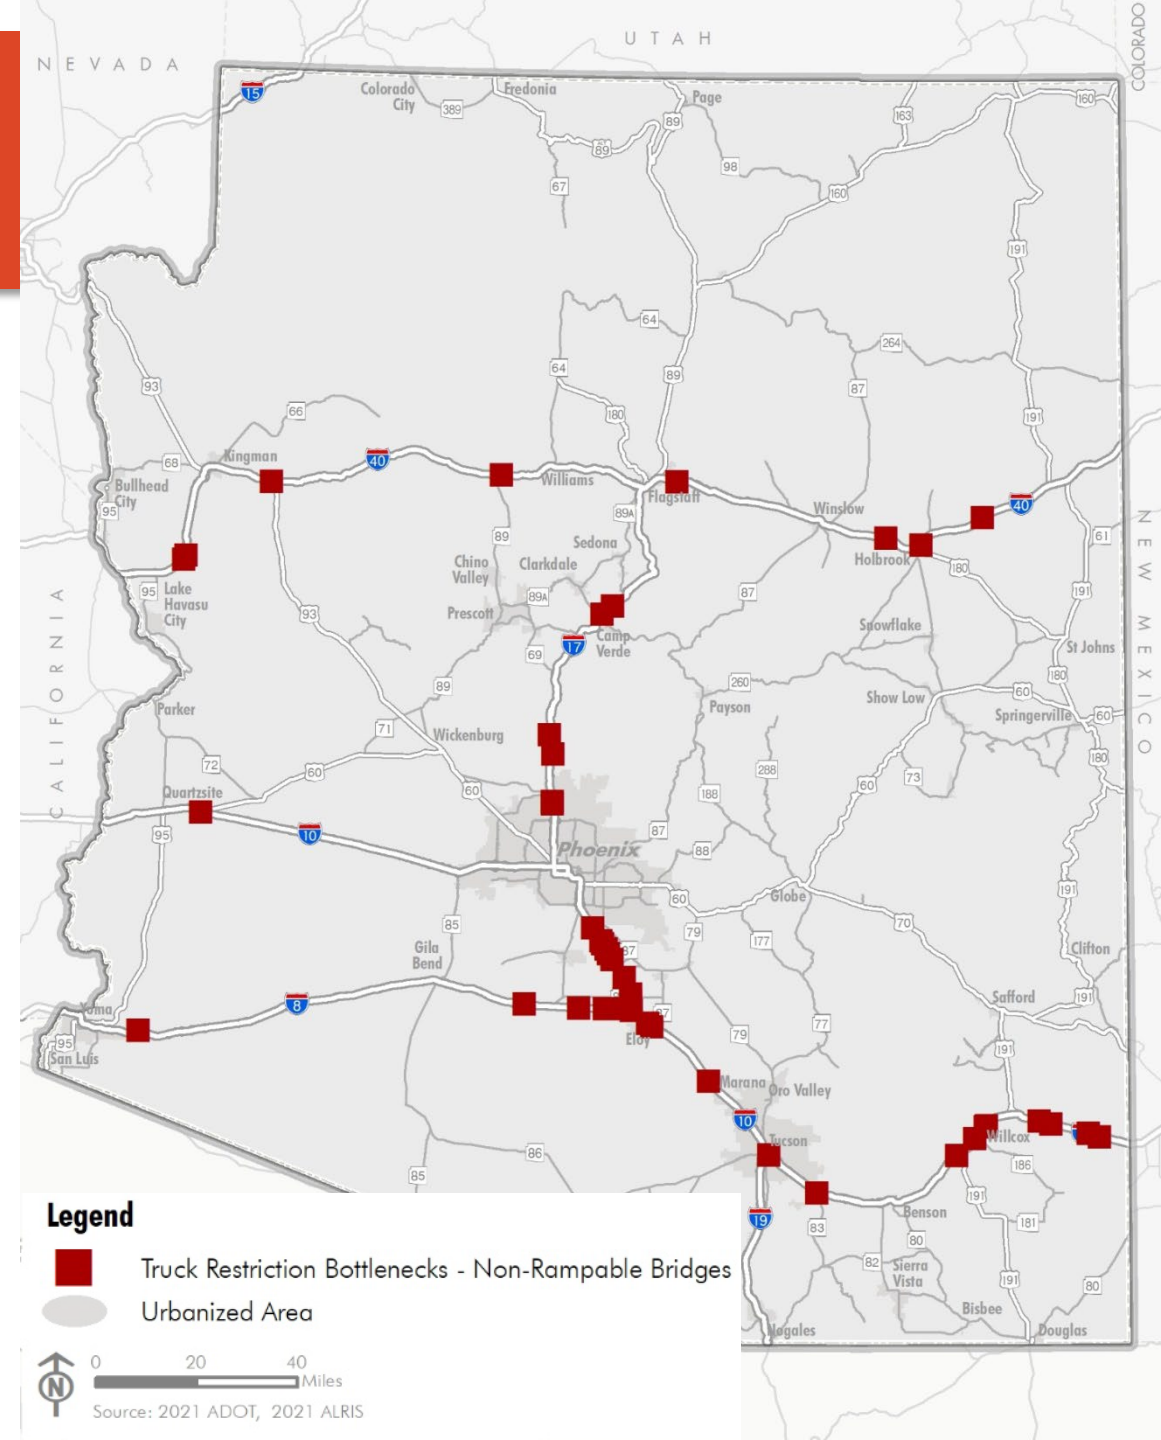 UTAH
COLORADO
NEVADA
15
Colorado
City
389
Fredonia
Page
89
163
160
89
98
67
160
191
64
264
64
89
93
87
66
180
191
Kingman
40
68
Williams
Flagstaff
Bullhead
City
95
89A
Winslow
40
NEW MEXICO
89
Sedona
61
Chino
Valley
Clarkdale
Holbrook
180
CALIFORNIA
95
Lake
Havasu
City
89A
87
191
Prescott
93
Camp
Verde
Snowflake
17
69
St Johns
89
260
180
Parker
Payson
Show Low
60
Springerville
60
71
Wickenburg
180
72
60
288
73
60
Quartzsite
60
188
95
10
87
Phoenix
88
191
60
Globe
85
79
177
70
Gila
Bend
87
Clifton
8
Safford
191
Yuma
95
San Luis
Eloy
79
77
191
Marana
Oro Valley
10
Tucson
Willcox
86
186
85
191
19
83
Benson
181
80
82
Sierra
Vista
191
80
Bisbee
Nogales
Douglas
Legend
Truck Restriction Bottlenecks - Non-Rampable Bridges
Urbanized Area
N
0 20 40
Miles
Source: 2021 ADOT, 2021 ALRIS